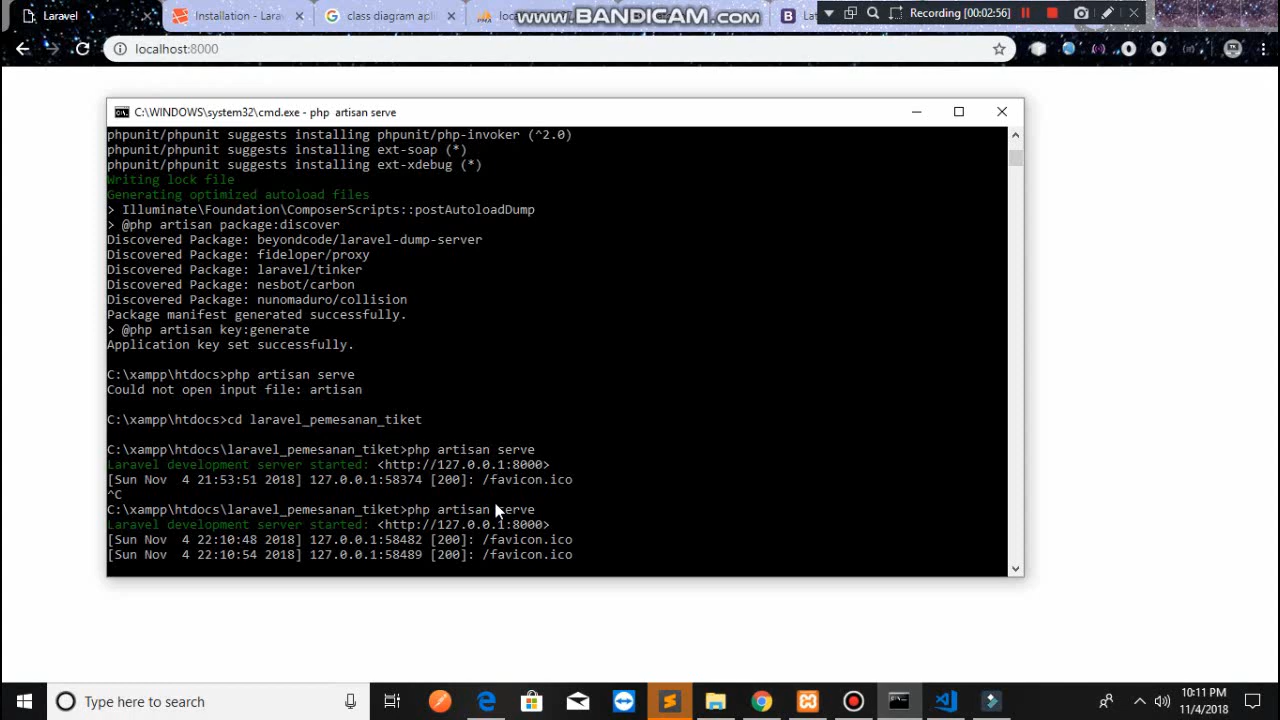 Laravel
Installation - Larav
class diagram apli
loc
www.BANDICAM.com
La
Recording [00:02:56]
localhost:8000
C:\WINDOWS\system32\cmd.exe - php artisan serve
phpunit/phpunit suggests installing phpunit/php-invoker (^2.0)
phpunit/phpunit suggests installing ext-soap (*)
phpunit/phpunit suggests installing ext-xdebug (*)
Writing lock file
Generating optimized autoload files
> Illuminate\Foundation\ComposerScripts::postAutoloadDump
> @php artisan package:discover
Discovered Package: beyondcode/laravel-dump-server
Discovered Package: fideloper/proxy
Discovered Package: laravel/tinker
Discovered Package: nesbot/carbon
Discovered Package: nunomaduro/collision
Package manifest generated successfully.
> @php artisan key:generate
Application key set successfully.
C:\xampp\htdocs>php artisan serve
Could not open input file: artisan
C:\xampp\htdocs>cd laravel_pemesanan_tiket
C:\xampp\htdocs\laravel_pemesanan_tiket>php artisan serve
Laravel development server started: <http://127.0.0.1:8000>
[Sun Nov  4 21:53:51 2018] 127.0.0.1:58374 [200]: /favicon.ico
^C
C:\xampp\htdocs\laravel_pemesanan_tiket>php artisan serve
Laravel development server started: <http://127.0.0.1:8000>
[Sun Nov  4 22:10:48 2018] 127.0.0.1:58482 [200]: /favicon.ico
[Sun Nov  4 22:10:54 2018] 127.0.0.1:58489 [200]: /favicon.ico
Type here to search
10:11 PM
11/4/2018